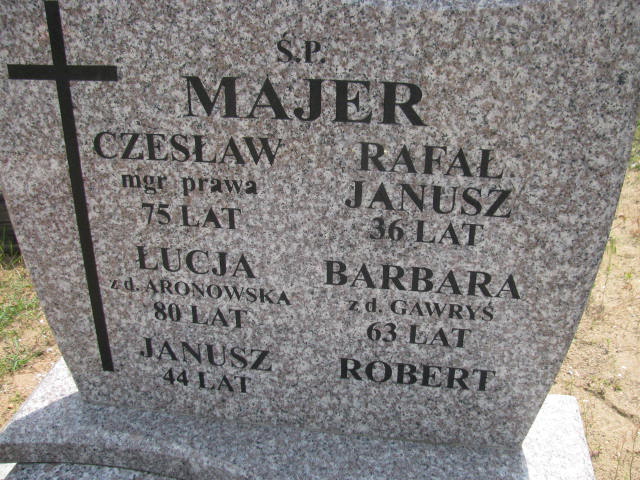 Ś.P.
MAJER
CZESŁAW
mgr prawa
75 LAT
ŁUCJA
z d. ARONOWSKA
80 LAT
JANUSZ
44 LAT
RAFAŁ
JANUSZ
36 LAT
BARBARA
z d. GAWRYŚ
63 LAT
ROBERT